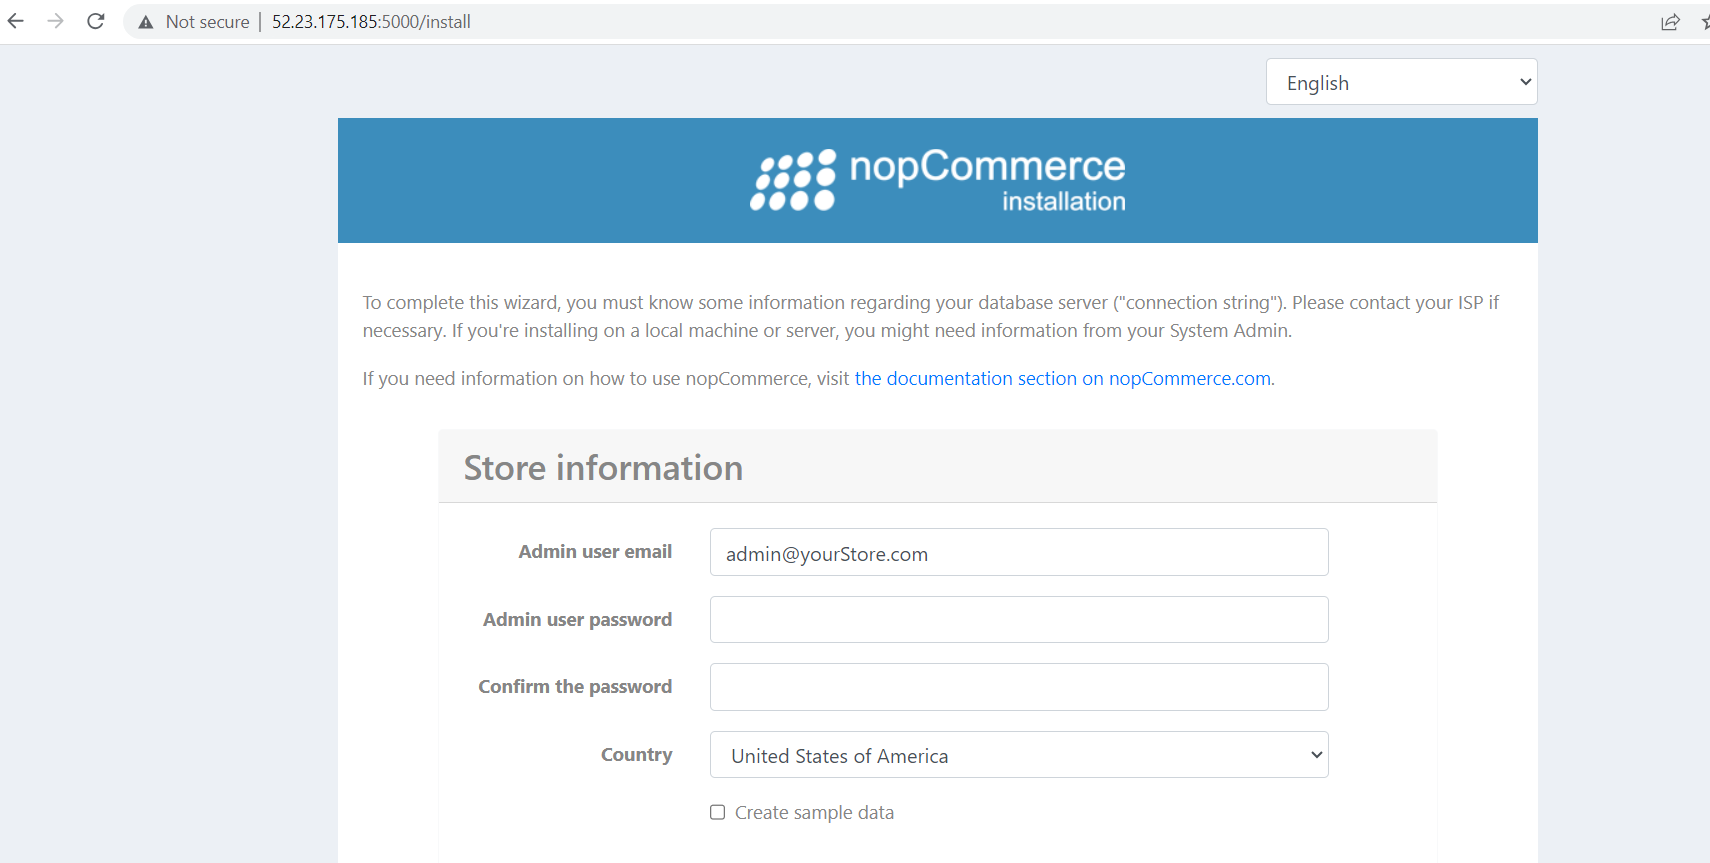 Not secure | 52.23.175.185:5000/install
English
nopCommerce
installation
To complete this wizard, you must know some information regarding your database server ("connection string"). Please contact your ISP if
necessary. If you're installing on a local machine or server, you might need information from your System Admin.
If you need information on how to use nopCommerce, visit the documentation section on nopCommerce.com.
Store information
Admin user email admin@yourStore.com
Admin user password
Confirm the password
Country United States of America
Create sample data